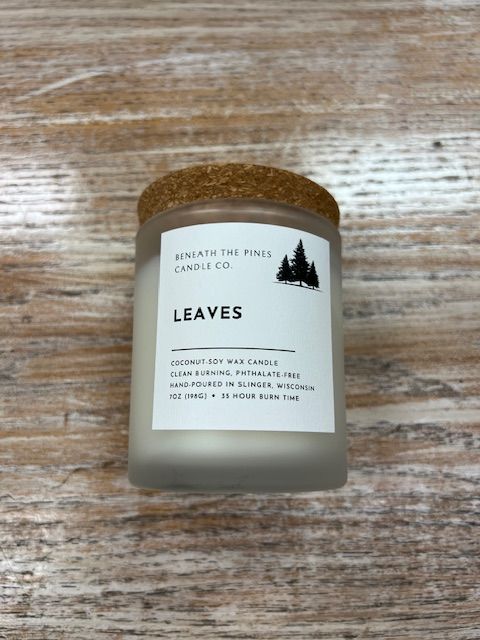 BENEATH THE PINES
CANDLE CO.
LEAVES
COCONUT-SOY WAX CANDLE
CLEAN BURNING, PHTHALATE-FREE
HAND-POURED IN SLINGER, WISCONSIN
7OZ (198G) • 35 HOUR BURN TIME